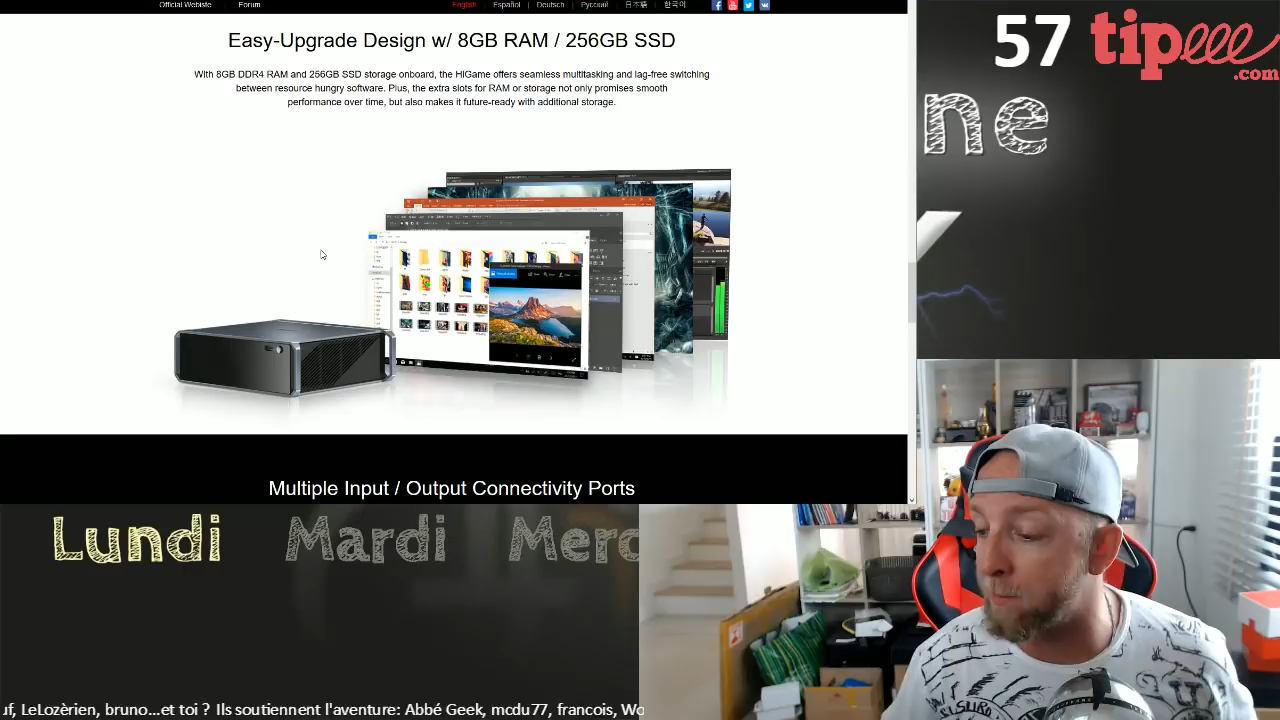 Official Webiste Forum English Español Deutsch Русский 日本語 한국어
Easy-Upgrade Design w/ 8GB RAM / 256GB SSD
With 8GB DDR4 RAM and 256GB SSD storage onboard, the HiGame offers seamless multitasking and lag-free switching
between resource hungry software. Plus, the extra slots for RAM or storage not only promises smooth
performance over time, but also makes it future-ready with additional storage.
Multiple Input / Output Connectivity Ports
57 tipeee
.com
ne
Lundi Mardi Merc
uf, LeLozèrien, bruno...et toi ? Ils soutiennent l'aventure: Abbé Geek, mcdu77, francois, Wo